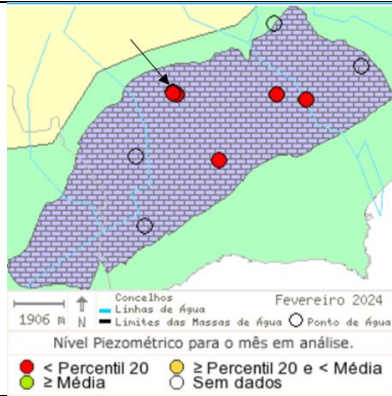 Concelhos
Linhas de Água
Limites das Massas de Água
Ponto de Água
Fevereiro 2024
1906 m
N
Nível Piezométrico para o mês em análise.
< Percentil 20
≥ Percentil 20 e < Média
≥ Média
Sem dados